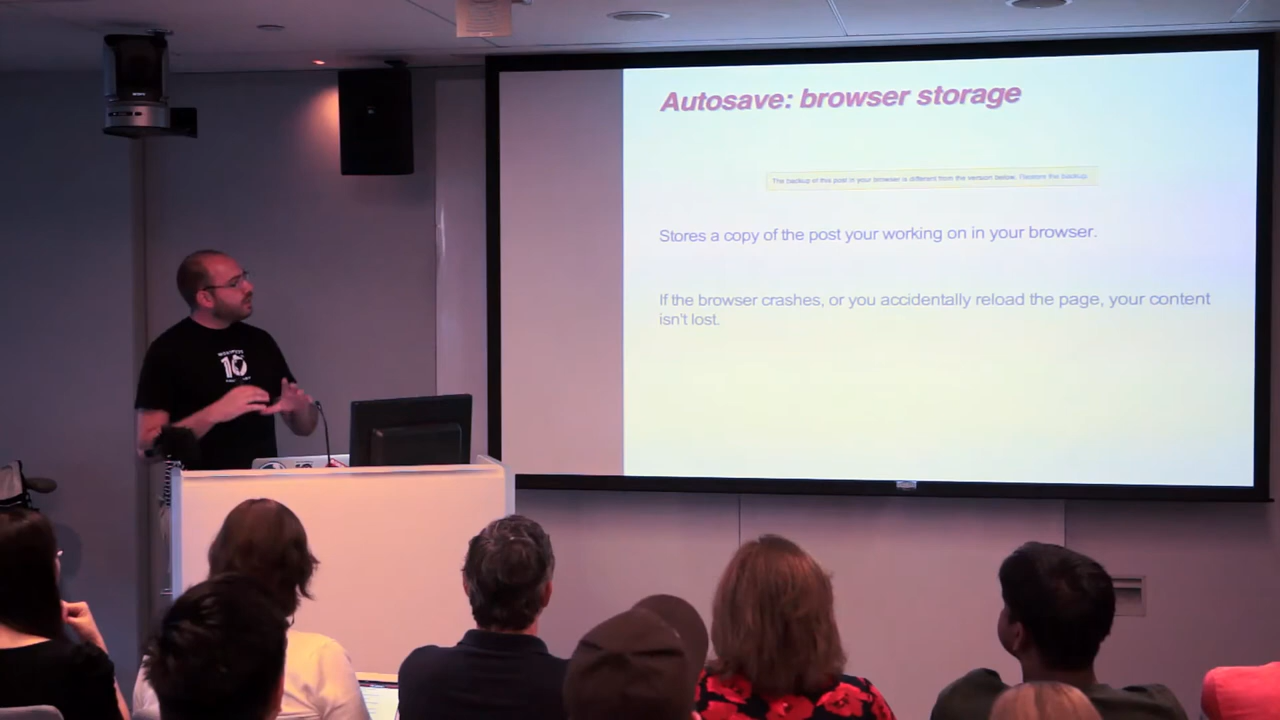 Autosave: browser storage
The backup of this post in your browser is different from the version below. Restore the backup.
Stores a copy of the post your working on in your browser.
If the browser crashes, or you accidentally reload the page, your content
isn't lost.
10